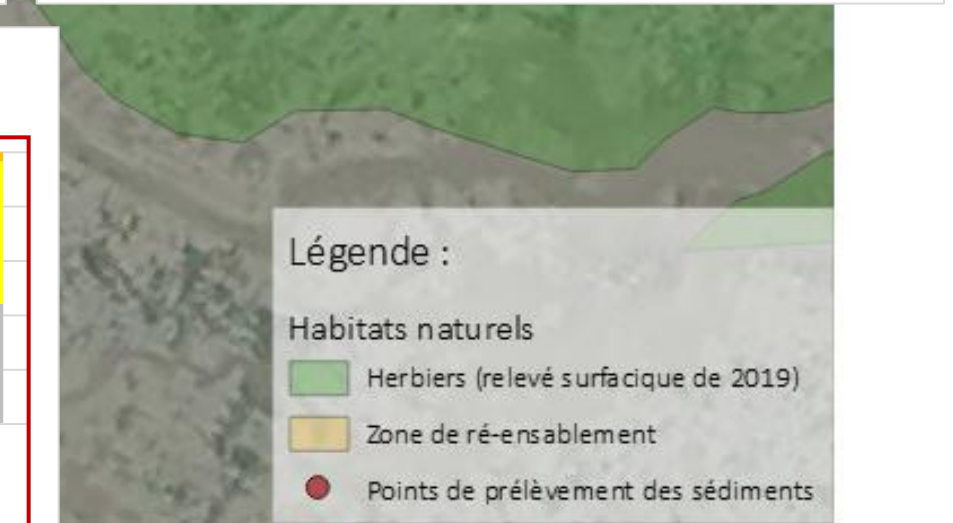 Légende :
Habitats naturels
Herbiers (relevé surfacique de 2019)
Zone de ré-ensablement
Points de prélèvement des sédiments